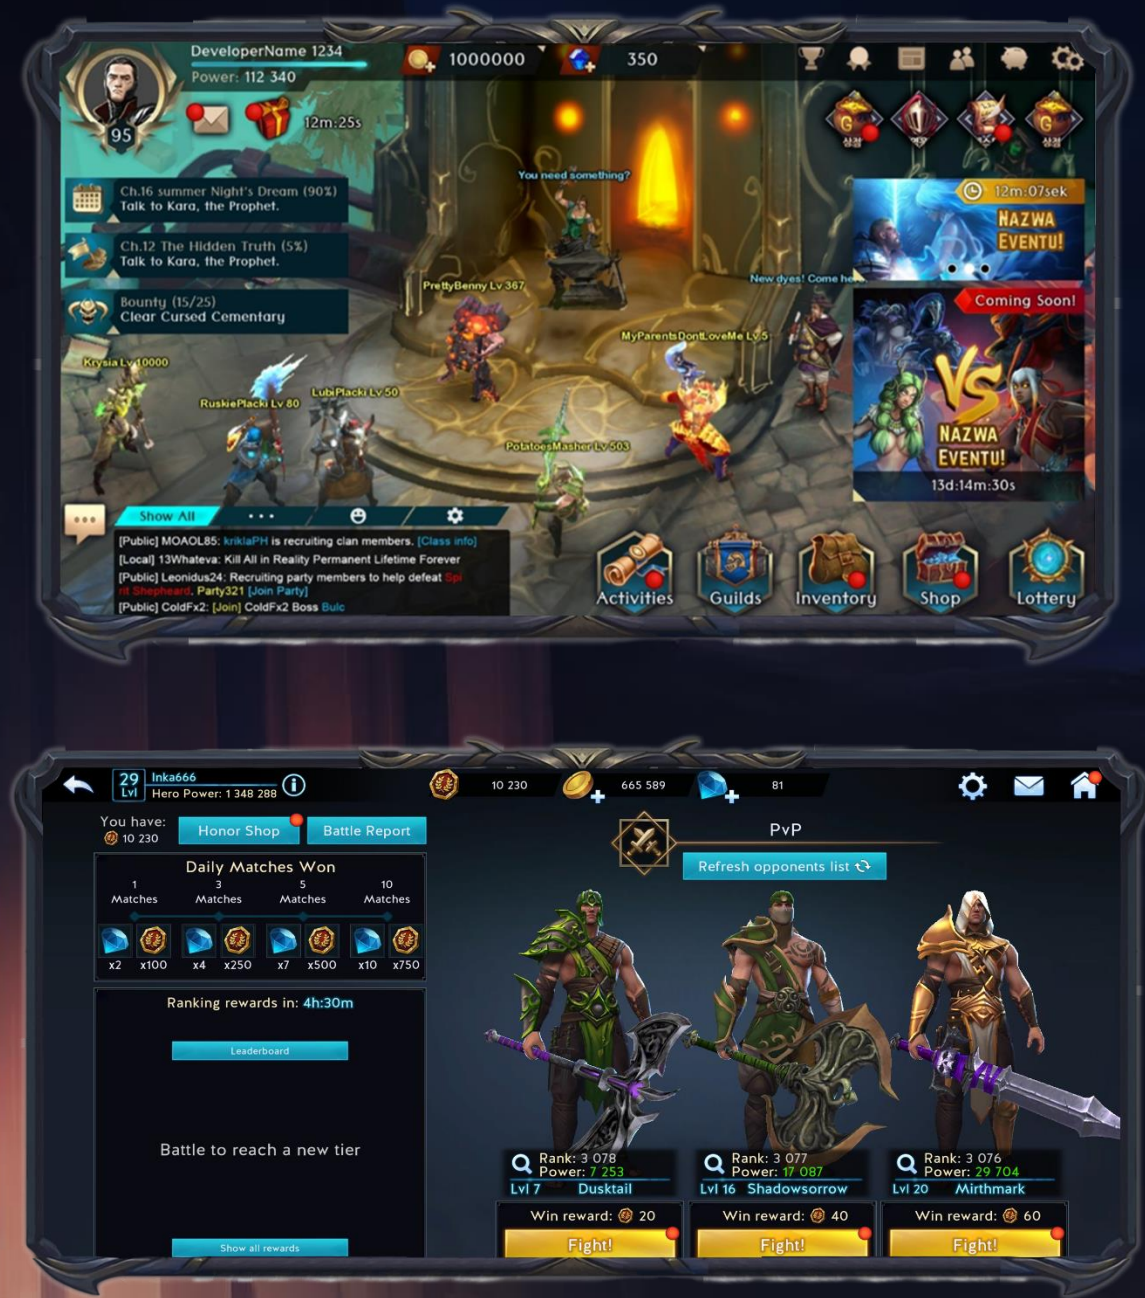 DeveloperName 1234
Power: 112 340
95
1000000
350
12m:25s
상점
상점
Ch.16 summer Night's Dream (90%)
Talk to Kara, the Prophet.
Ch.12 The Hidden Truth (5%)
Talk to Kara, the Prophet.
Bounty (15/25)
Clear Cursed Cementary
You need something?
PrettyBenny Lv 367
New dyes! Come he
MyParentsDontLoveMe Lv 5
Krysia Lv 10000
RuskiePlacki Lv 80
LubiPlacki Lv 50
PotatoesMasher Lv 503
12m:07sek
NAZWA
EVENTU!
Coming Soon!
VS
NAZWA
EVENTU!
13d:14m:30s
Show All
[Public] MOAOL85: kriklaPH is recruiting clan members. [Class info]
[Local] 13Whateva: Kill All in Reality Permanent Lifetime Forever
[Public] Leonidus24: Recruiting party members to help defeat Spi
rit Shepheard. Party321 [Join Party]
[Public] ColdFx2: [Join] ColdFx2 Boss Bulc
Activities
Guilds
Inventory
Shop
Lottery
29
Lvl
Inka666
Hero Power: 1 348 288
10 230
665 589
81
You have:
10 230
Honor Shop
Battle Report
Daily Matches Won
1 3 5 10
Matches Matches Matches Matches
x2 x100 x4 x250 x7 x500 x10 x750
Ranking rewards in: 4h:30m
Leaderboard
Battle to reach a new tier
Show all rewards
PvP
Refresh opponents list
Rank: 3 078
Power: 7 253
Lvl 7 Dusktail
Win reward: 20
Fight!
Rank: 3 077
Power: 17 087
Lvl 16 Shadowsorrow
Win reward: 40
Fight!
Rank: 3 076
Power: 29 704
Lvl 20 Mirthmark
Win reward: 60
Fight!